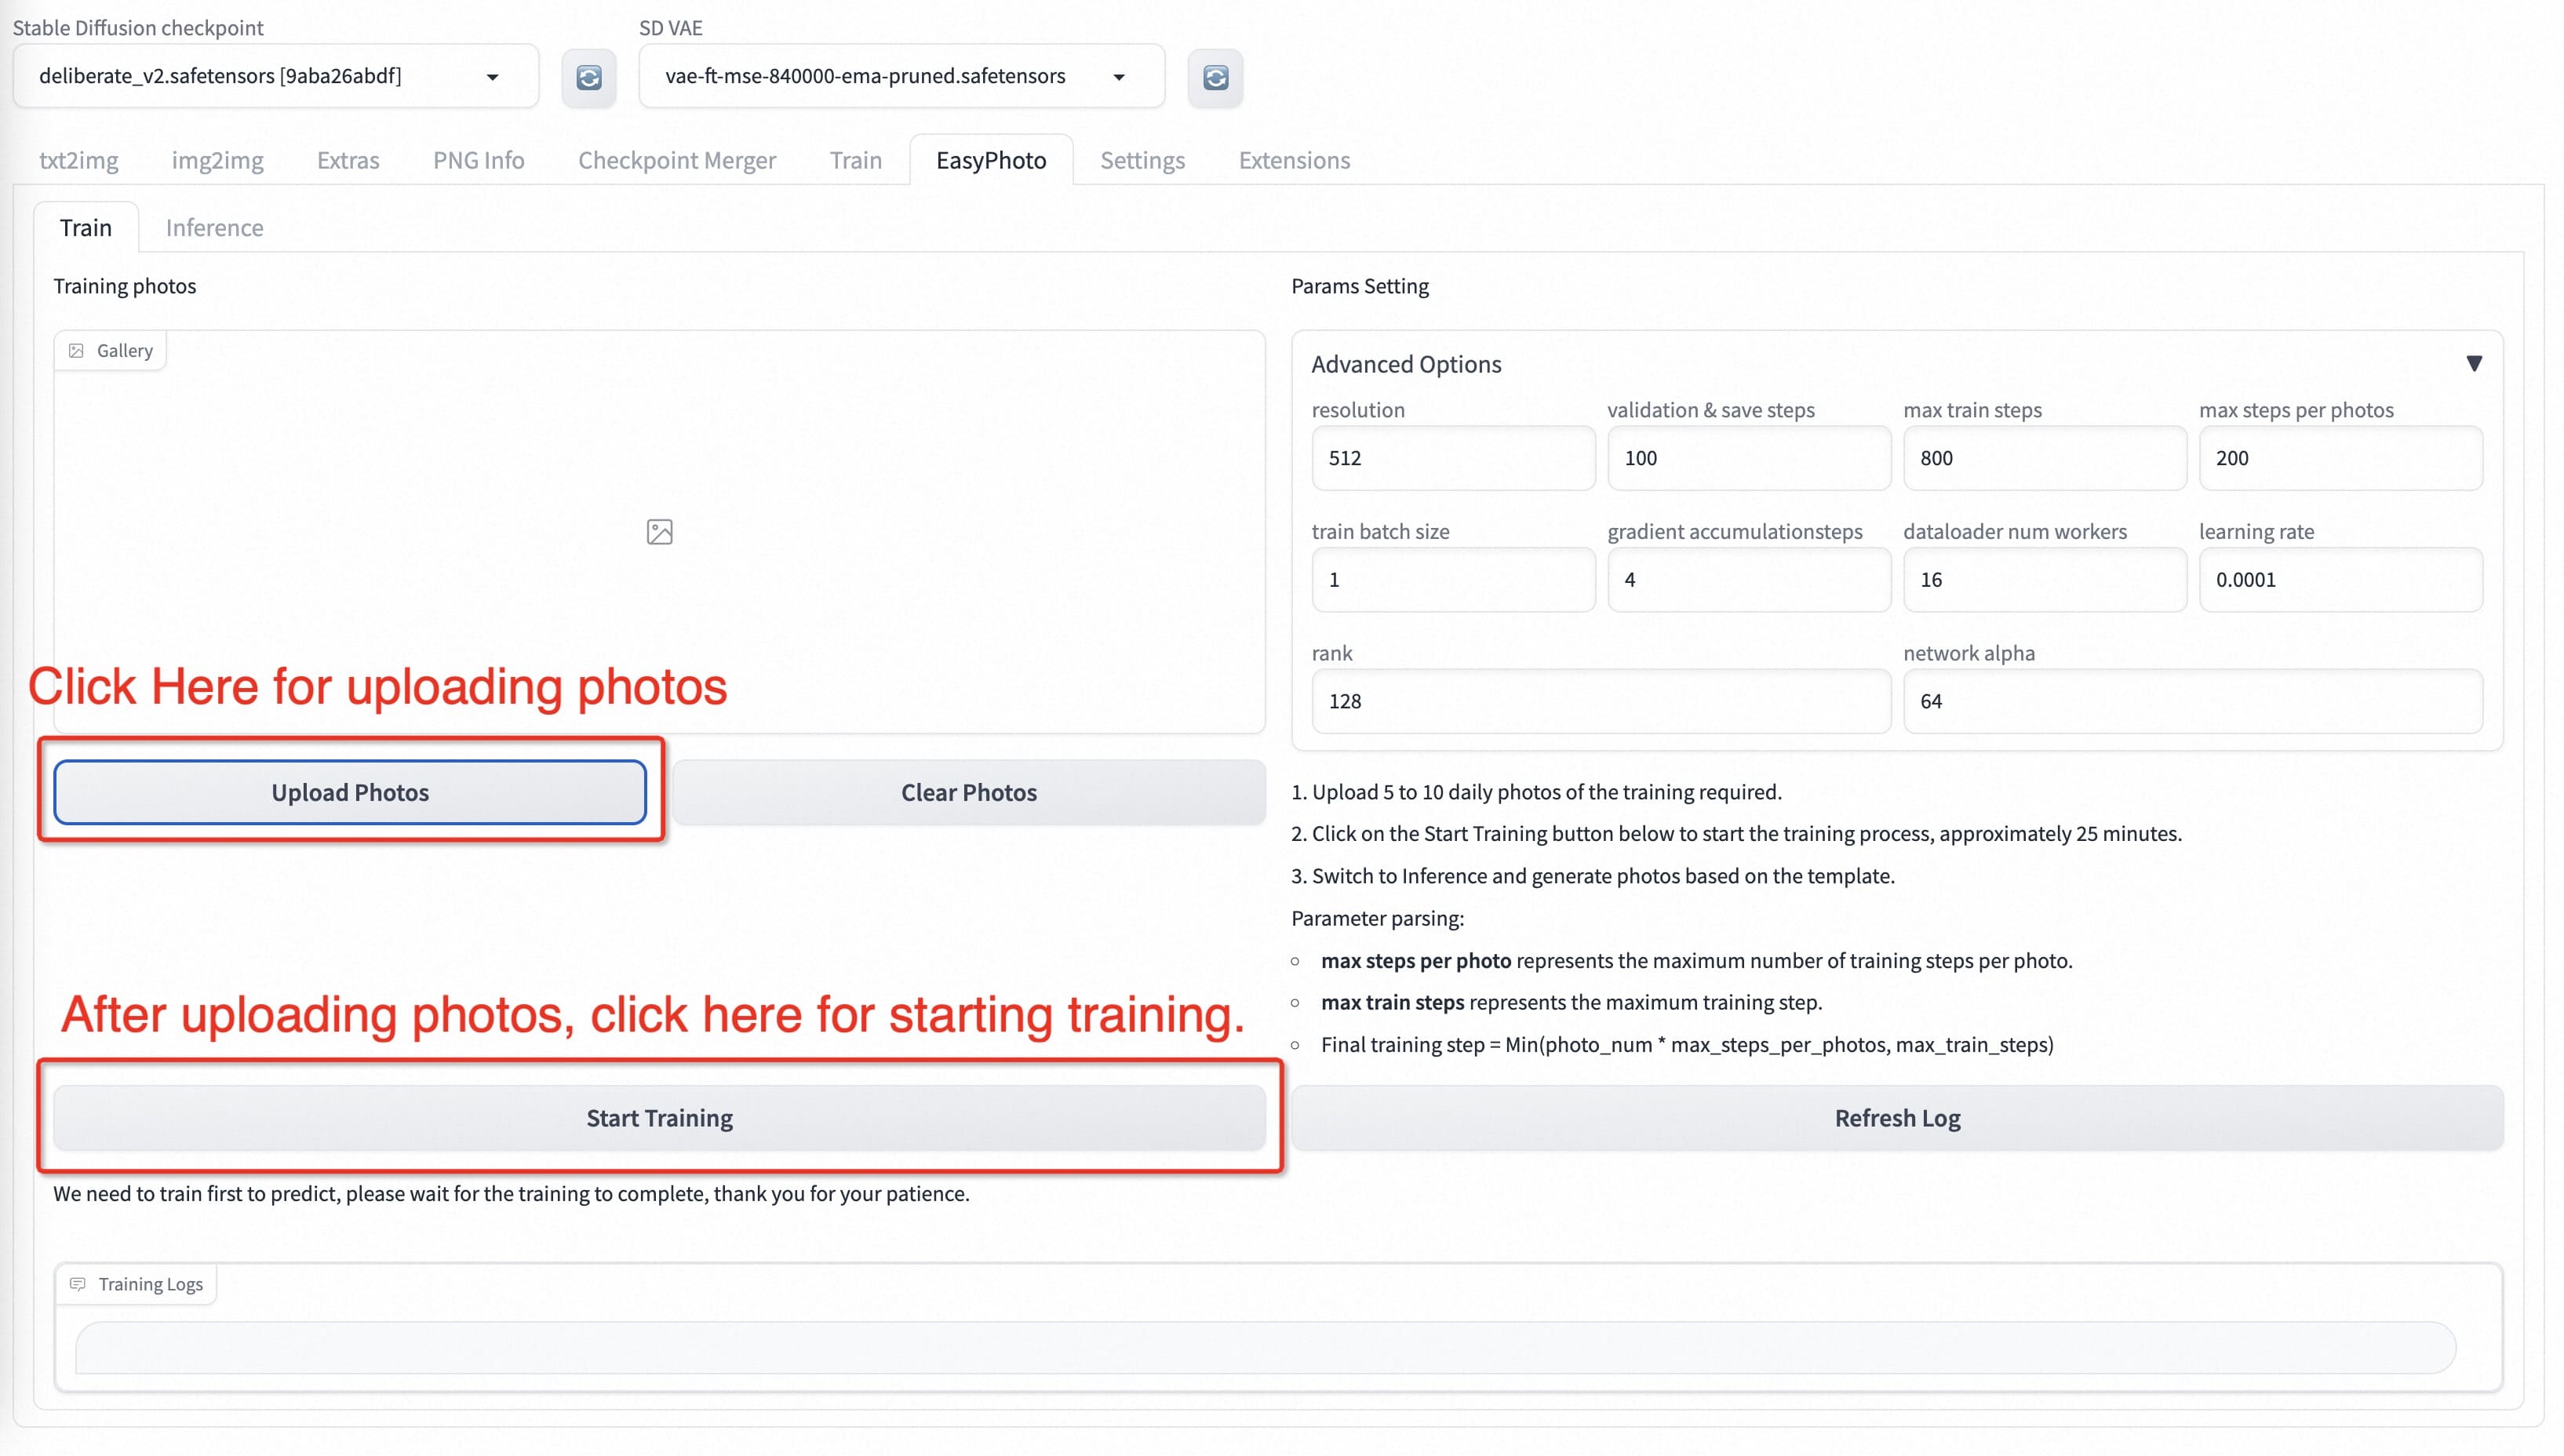 Stable Diffusion checkpoint
SD VAE
deliberate_v2.safetensors [9aba26abdf]
vae-ft-mse-840000-ema-pruned.safetensors
txt2img img2img Extras PNG Info Checkpoint Merger Train EasyPhoto Settings Extensions
Train Inference
Training photos
Gallery
Click Here for uploading photos
Upload Photos Clear Photos
Params Setting
Advanced Options
resolution validation & save steps max train steps max steps per photos
512 100 800 200
train batch size gradient accumulationsteps dataloader num workers learning rate
1 4 16 0.0001
rank network alpha
128 64
1. Upload 5 to 10 daily photos of the training required.
2. Click on the Start Training button below to start the training process, approximately 25 minutes.
3. Switch to Inference and generate photos based on the template.
Parameter parsing:
max steps per photo represents the maximum number of training steps per photo.
max train steps represents the maximum training step.
Final training step = Min(photo_num * max_steps_per_photos, max_train_steps)
After uploading photos, click here for starting training.
Start Training Refresh Log
We need to train first to predict, please wait for the training to complete, thank you for your patience.
Training Logs